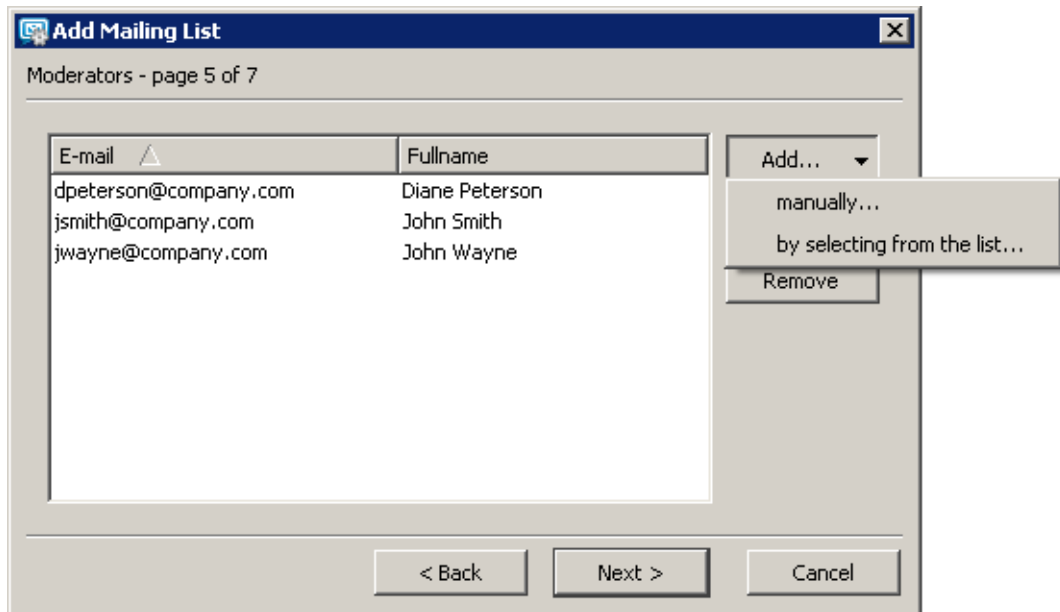 Add Mailing List
Moderators - page 5 of 7
E-mail Fullname
dpeterson@company.com Diane Peterson
jsmith@company.com John Smith
jwayne@company.com John Wayne
Add...
manually...
by selecting from the list...
Remove
< Back Next > Cancel